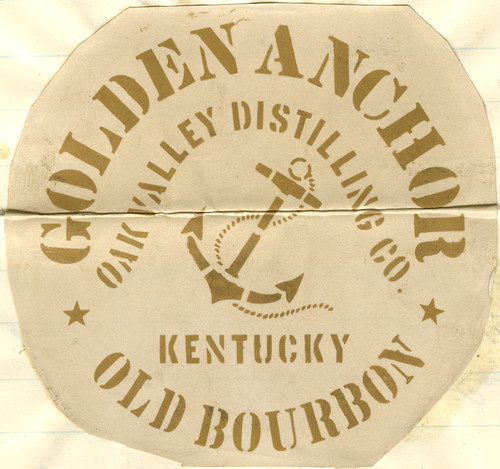 GOLDEN ANCHOR
OAK VALLEY DISTILLING CO.
KENTUCKY
OLD BOURBON